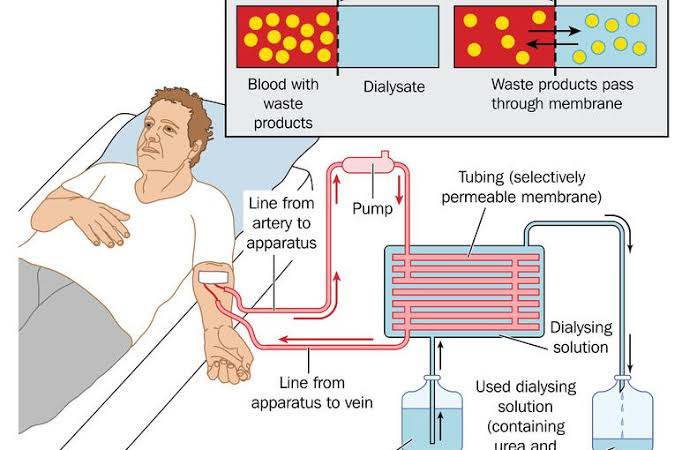 Blood with
waste
products
Dialysate
Waste products pass
through membrane
Line from
artery to
apparatus
Pump
Tubing (selectively
permeable membrane)
Dialysing
solution
Line from
apparatus to vein
Used dialysing
solution
(containing
urea and